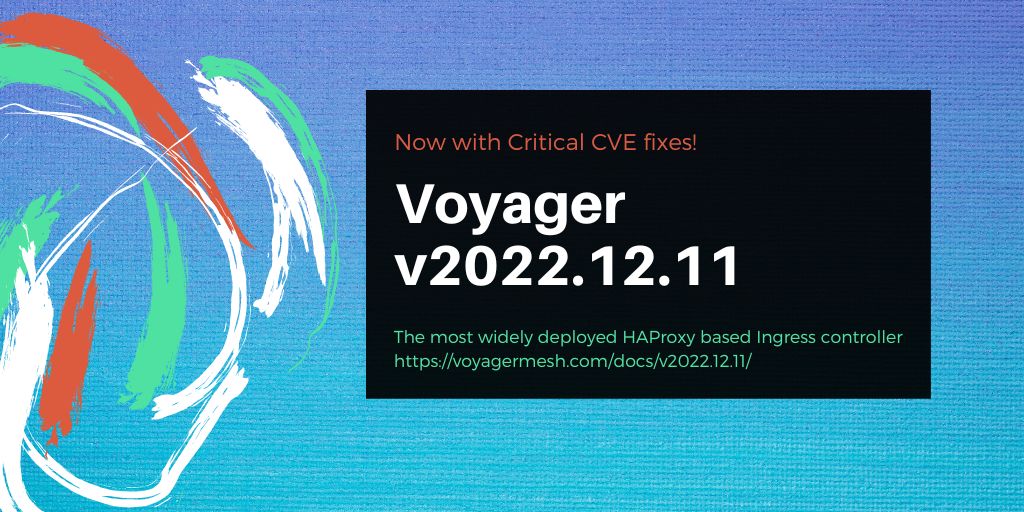 Now with Critical CVE fixes!
Voyager
v2022.12.11
The most widely deployed HAProxy based Ingress controller
https://voyagermesh.com/docs/v2022.12.11/